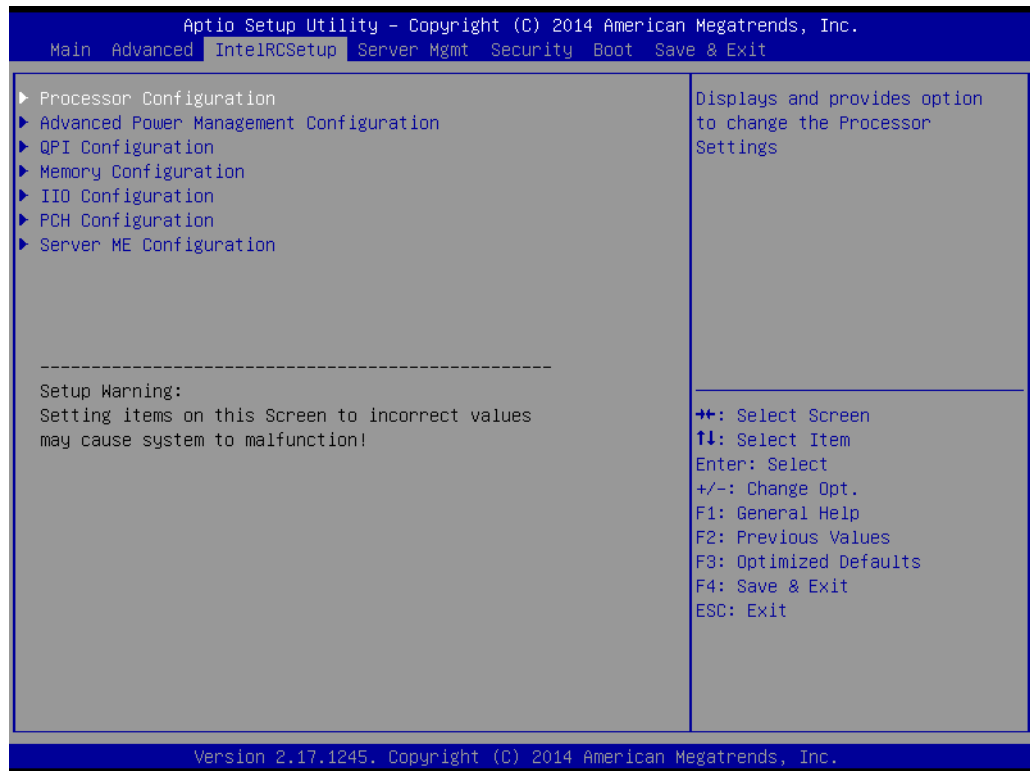 Aptio Setup Utility – Copyright (C) 2014 American Megatrends, Inc.
Main Advanced IntelRCSetup Server Mgmt Security Boot Save & Exit
▶ Processor Configuration
▶ Advanced Power Management Configuration
▶ QPI Configuration
▶ Memory Configuration
▶ IIO Configuration
▶ PCH Configuration
▶ Server ME Configuration
--------------------------------------------------
Setup Warning:
Setting items on this Screen to incorrect values
may cause system to malfunction!
Displays and provides option
to change the Processor
Settings
→←: Select Screen
↑↓: Select Item
Enter: Select
+/-: Change Opt.
F1: General Help
F2: Previous Values
F3: Optimized Defaults
F4: Save & Exit
ESC: Exit
Version 2.17.1245. Copyright (C) 2014 American Megatrends, Inc.